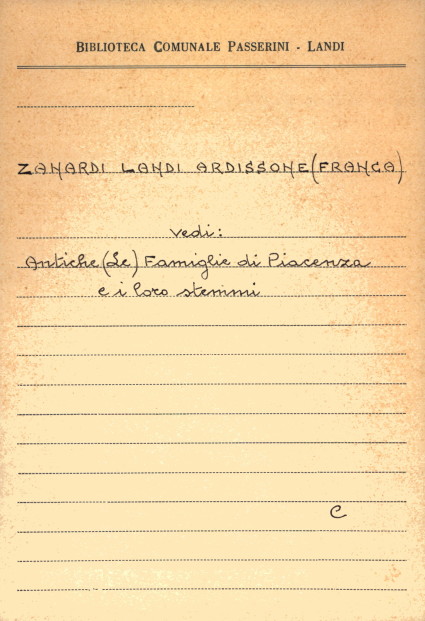 BIBLIOTECA COMUNALE PASSERINI - LANDI
ZANARDI LANDI ARDISSONE (FRANCA)
vedi:
Antiche (Le) Famiglie di Piacenza
e i loro stemmi
C